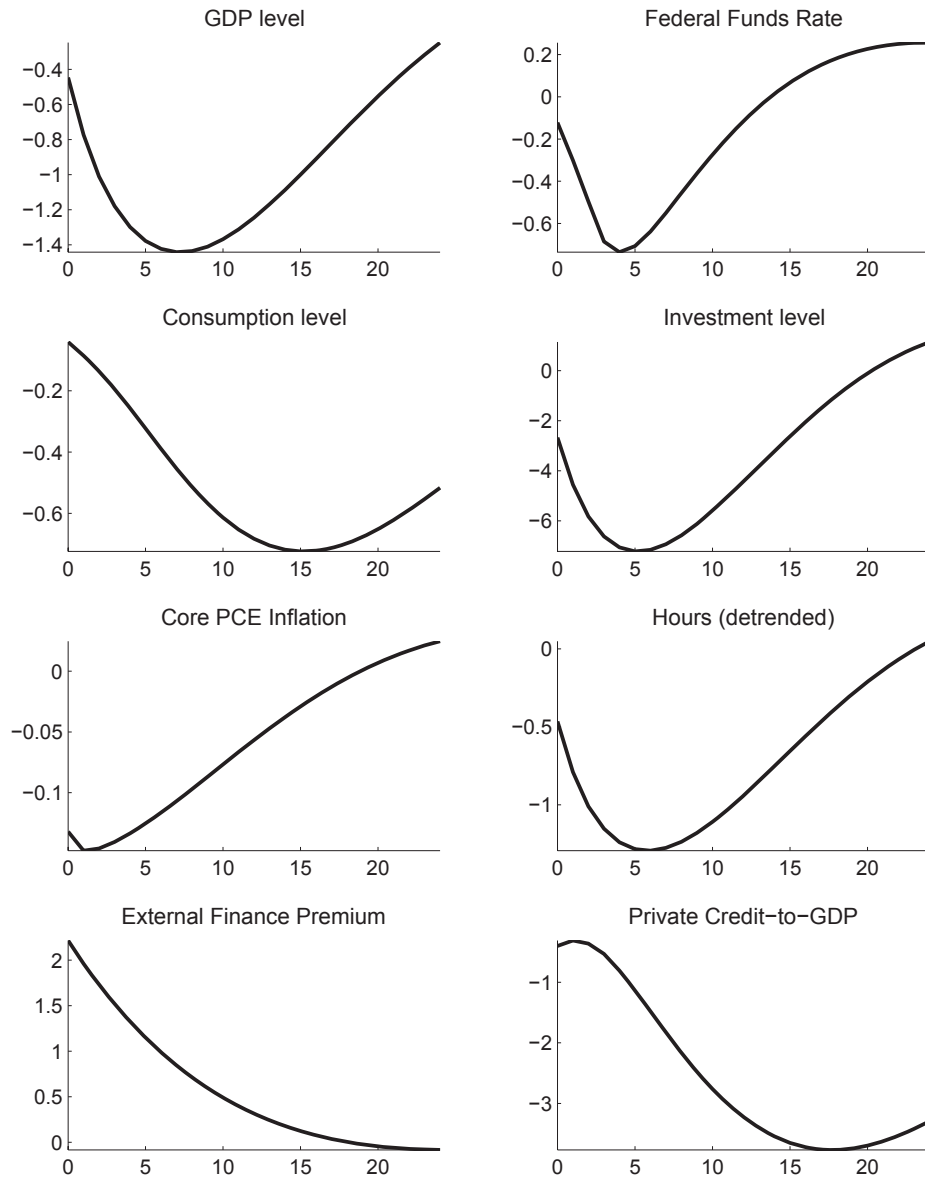 GDP level
−0.4
−0.6
−0.8
−1
−1.2
−1.4
0 5 10 15 20
Federal Funds Rate
0.2
0
−0.2
−0.4
−0.6
0 5 10 15 20
Consumption level
−0.2
−0.4
−0.6
0 5 10 15 20
Investment level
0
−2
−4
−6
0 5 10 15 20
Core PCE Inflation
0
−0.05
−0.1
0 5 10 15 20
Hours (detrended)
0
−0.5
−1
0 5 10 15 20
External Finance Premium
2
1.5
1
0.5
0
0 5 10 15 20
Private Credit−to−GDP
−1
−2
−3
0 5 10 15 20